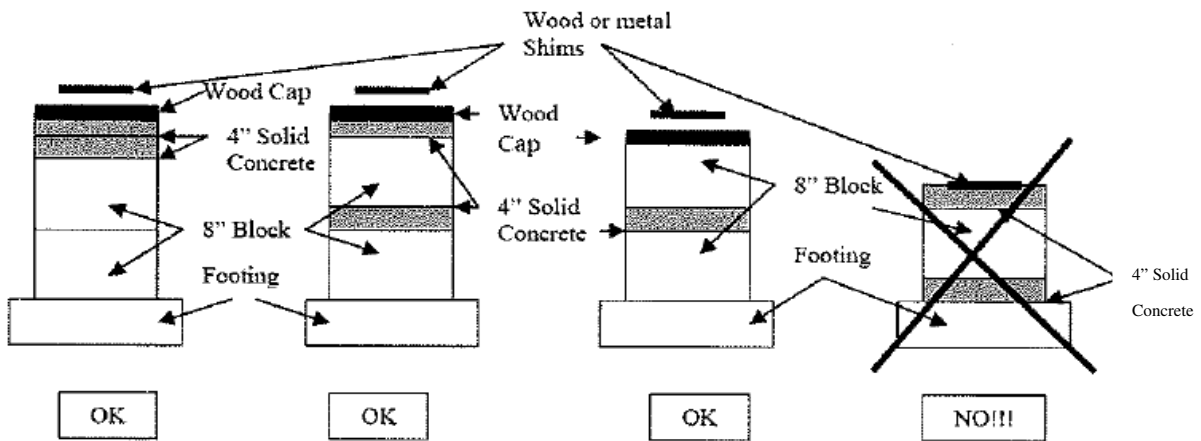 Wood or metal
Shims
Wood Cap
4” Solid
Concrete
8” Block
Footing
Wood
Cap
4” Solid
Concrete
8” Block
Footing
4” Solid
Concrete
OK
OK
OK
NO!!!